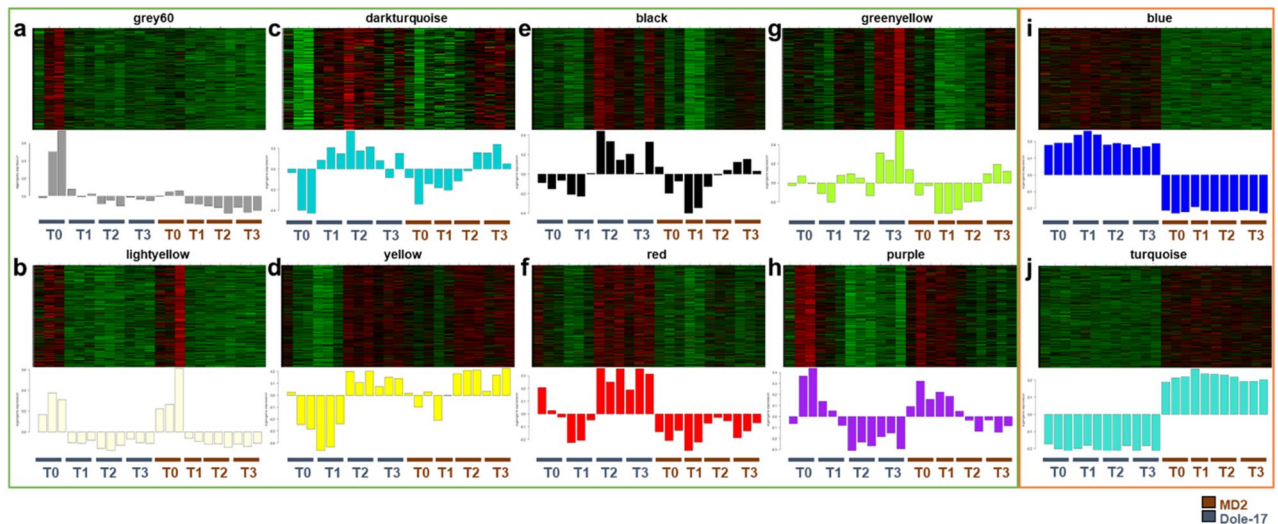 a
grey60
T0 T1 T2 T3 T0 T1 T2 T3
b
lightyellow
T0 T1 T2 T3 T0 T1 T2 T3
c
darkturquoise
T0 T1 T2 T3 T0 T1 T2 T3
d
yellow
T0 T1 T2 T3 T0 T1 T2 T3
e
black
T0 T1 T2 T3 T0 T1 T2 T3
f
red
T0 T1 T2 T3 T0 T1 T2 T3
g
greenyellow
T0 T1 T2 T3 T0 T1 T2 T3
h
purple
T0 T1 T2 T3 T0 T1 T2 T3
i
blue
T0 T1 T2 T3 T0 T1 T2 T3
j
turquoise
T0 T1 T2 T3 T0 T1 T2 T3
MD2
Dole-17